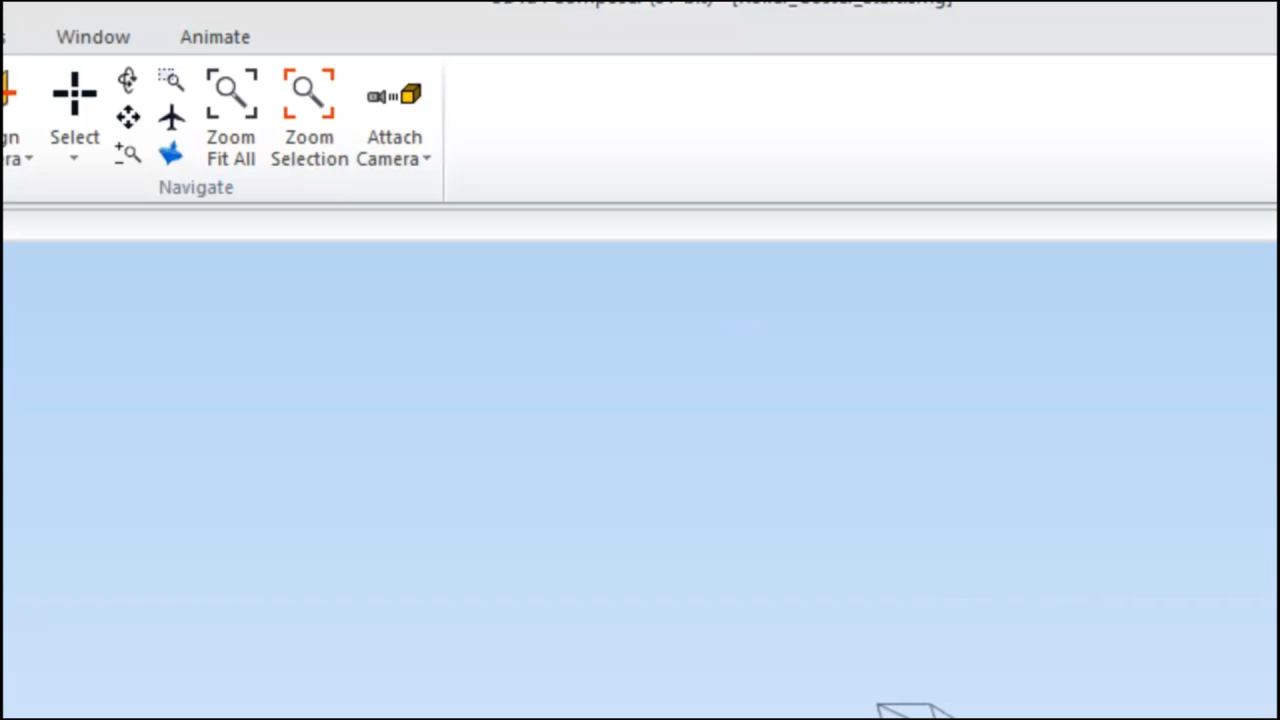 Window Animate
Select
Zoom Fit All
Zoom Selection
Attach Camera
Navigate